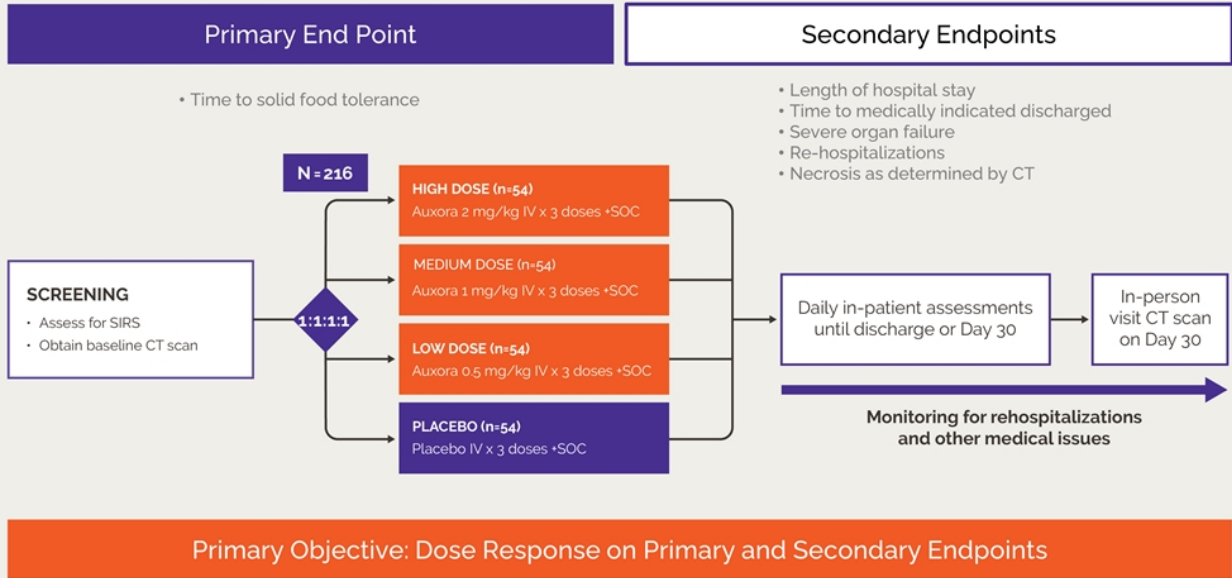 Primary End Point
Secondary Endpoints
• Time to solid food tolerance
• Length of hospital stay
• Time to medically indicated discharged
• Severe organ failure
• Re-hospitalizations
• Necrosis as determined by CT
N = 216
SCREENING
• Assess for SIRS
• Obtain baseline CT scan
1:1:1:1
HIGH DOSE (n=54)
Auxora 2 mg/kg IV x 3 doses +SOC
MEDIUM DOSE (n=54)
Auxora 1 mg/kg IV x 3 doses +SOC
LOW DOSE (n=54)
Auxora 0.5 mg/kg IV x 3 doses +SOC
PLACEBO (n=54)
Placebo IV x 3 doses +SOC
Daily in-patient assessments
until discharge or Day 30
In-person
visit CT scan
on Day 30
Monitoring for rehospitalizations
and other medical issues
Primary Objective: Dose Response on Primary and Secondary Endpoints